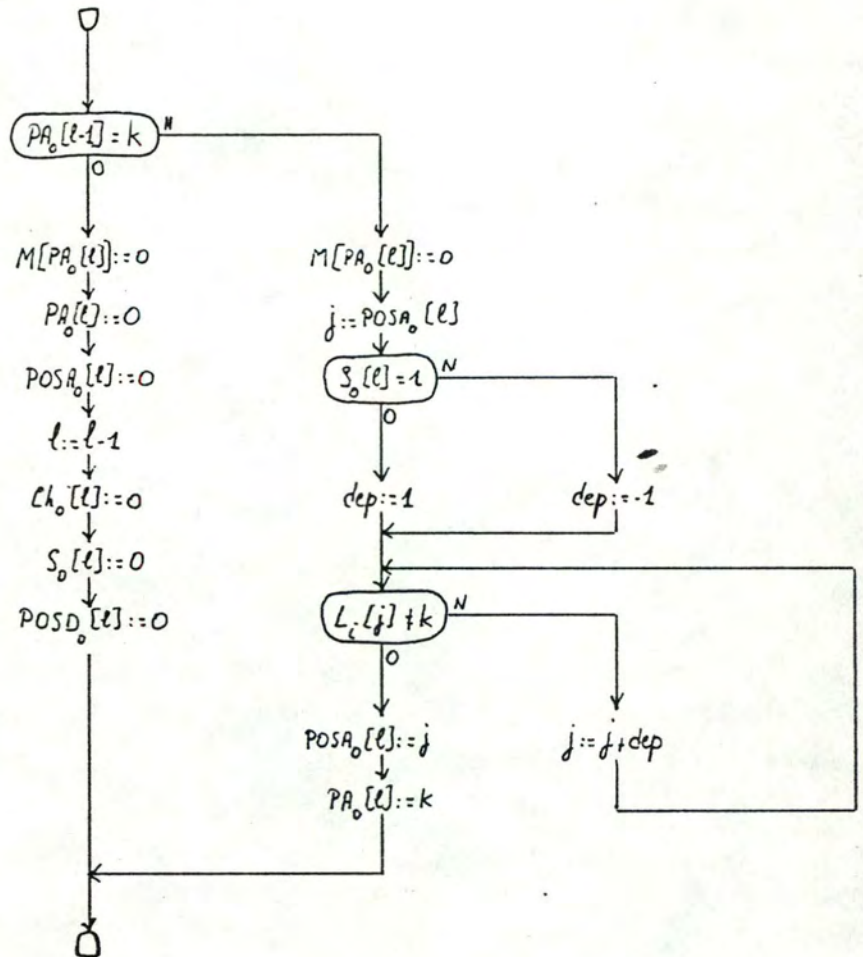 PA₀[l-1] = k
N
O
M[PA₀[l]]:=0
PA₀[l]:=0
POSA₀[l]:=0
l:=l-1
Ch₀[l]:=0
S₀[l]:=0
POSD₀[l]:=0
M[PA₀[l]]:=0
j:=POSA₀[l]
S₀[l]=1
N
O
dep:=1
dep:=-1
Lᵢ[j]≠k
N
O
POSA₀[l]:=j
PA₀[l]:=k
j:=j+dep